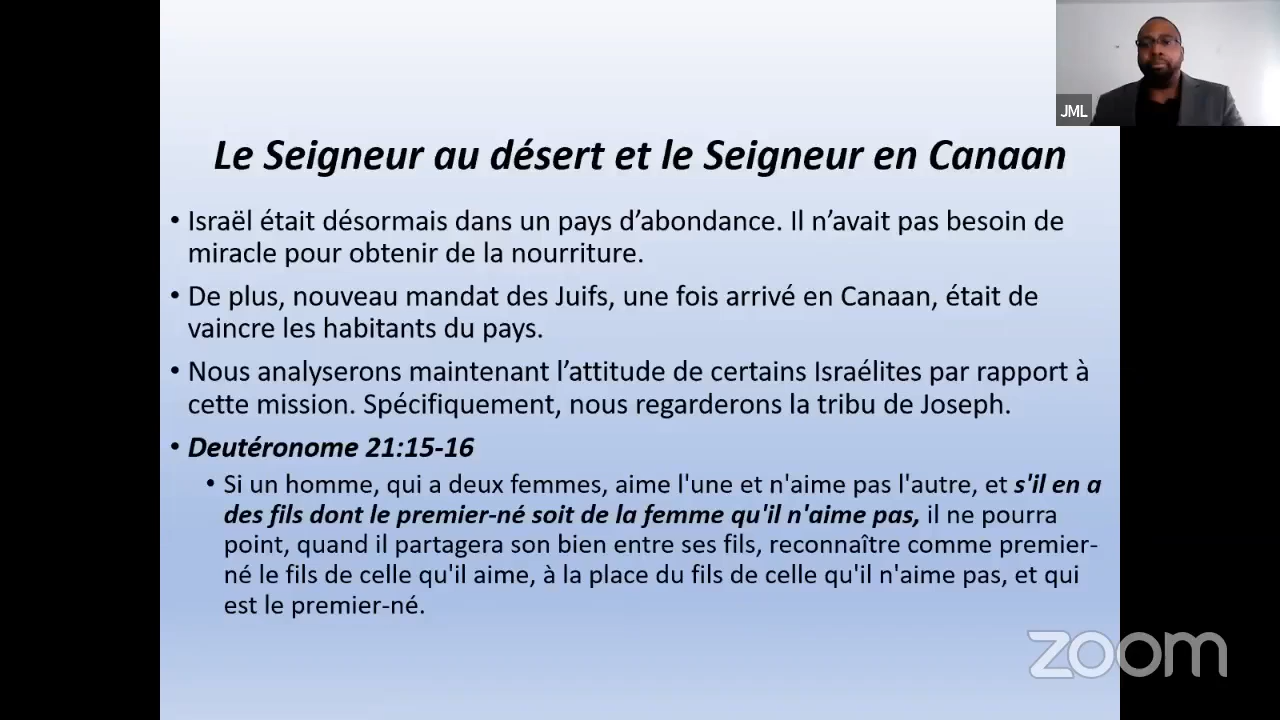 JML
Le Seigneur au désert et le Seigneur en Canaan
• Israël était désormais dans un pays d’abondance. Il n’avait pas besoin de
miracle pour obtenir de la nourriture.
• De plus, nouveau mandat des Juifs, une fois arrivé en Canaan, était de
vaincre les habitants du pays.
• Nous analyserons maintenant l’attitude de certains Israélites par rapport à
cette mission. Spécifiquement, nous regarderons la tribu de Joseph.
• Deutéronome 21:15-16
• Si un homme, qui a deux femmes, aime l'une et n'aime pas l'autre, et s'il en a
des fils dont le premier-né soit de la femme qu'il n'aime pas, il ne pourra
point, quand il partagera son bien entre ses fils, reconnaître comme premier-
né le fils de celle qu'il aime, à la place du fils de celle qu'il n'aime pas, et qui
est le premier-né.
zoom